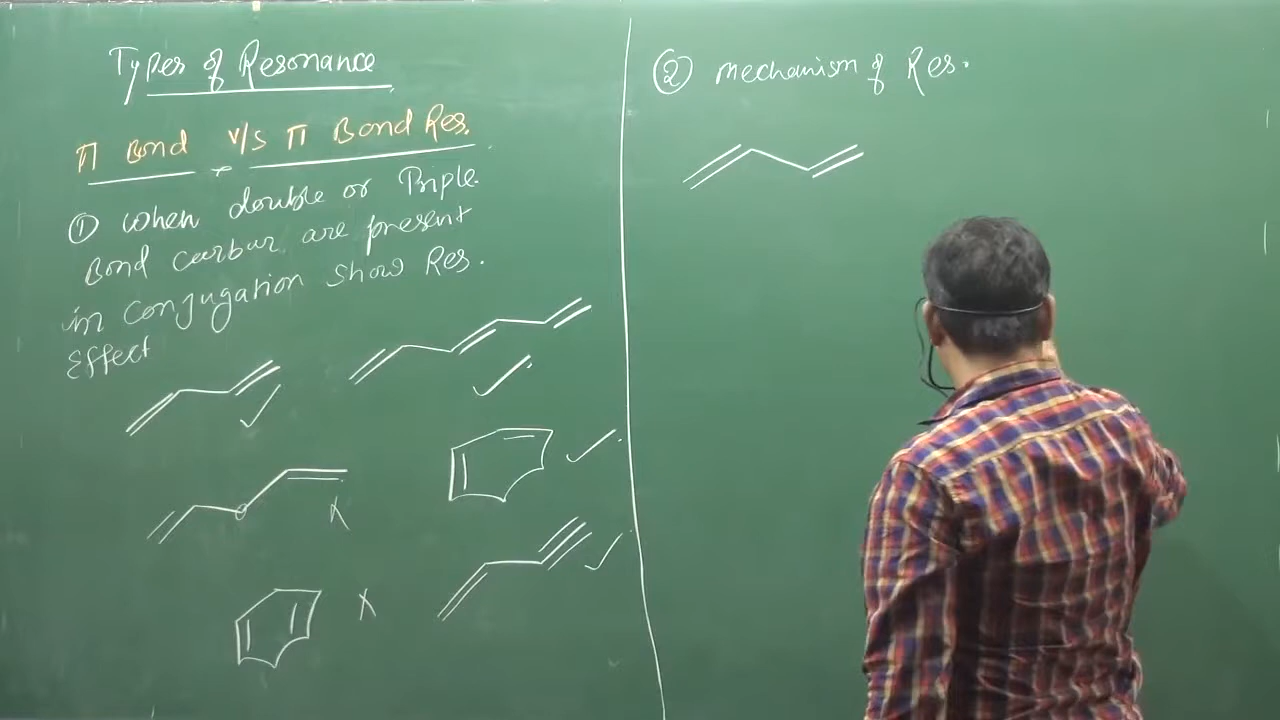 Types of Resonance
π Bond v/s π Bond Res.
① When double or Triple
Bond carbur are present
in conjugation show Res.
Effect
② mechanism of Res.